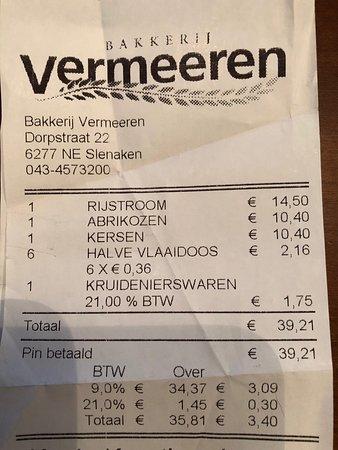 BAKKERIJ
Vermeeren
Bakkerij Vermeeren
Dorpstraat 22
6277 NE Slenaken
043-4573200
1 RIJSTROOM € 14,50
1 ABRIKOZEN € 10,40
1 KERSEN € 10,40
6 HALVE VLAAIDOOS € 2,16
6 X € 0,36
1 KRUIDENIERSWAREN
21,00 % BTW € 1,75
Totaal € 39,21
Pin betaald € 39,21
BTW Over
9,0% € 34,37 € 3,09
21,0% € 1,45 € 0,30
Totaal € 35,81 € 3,40